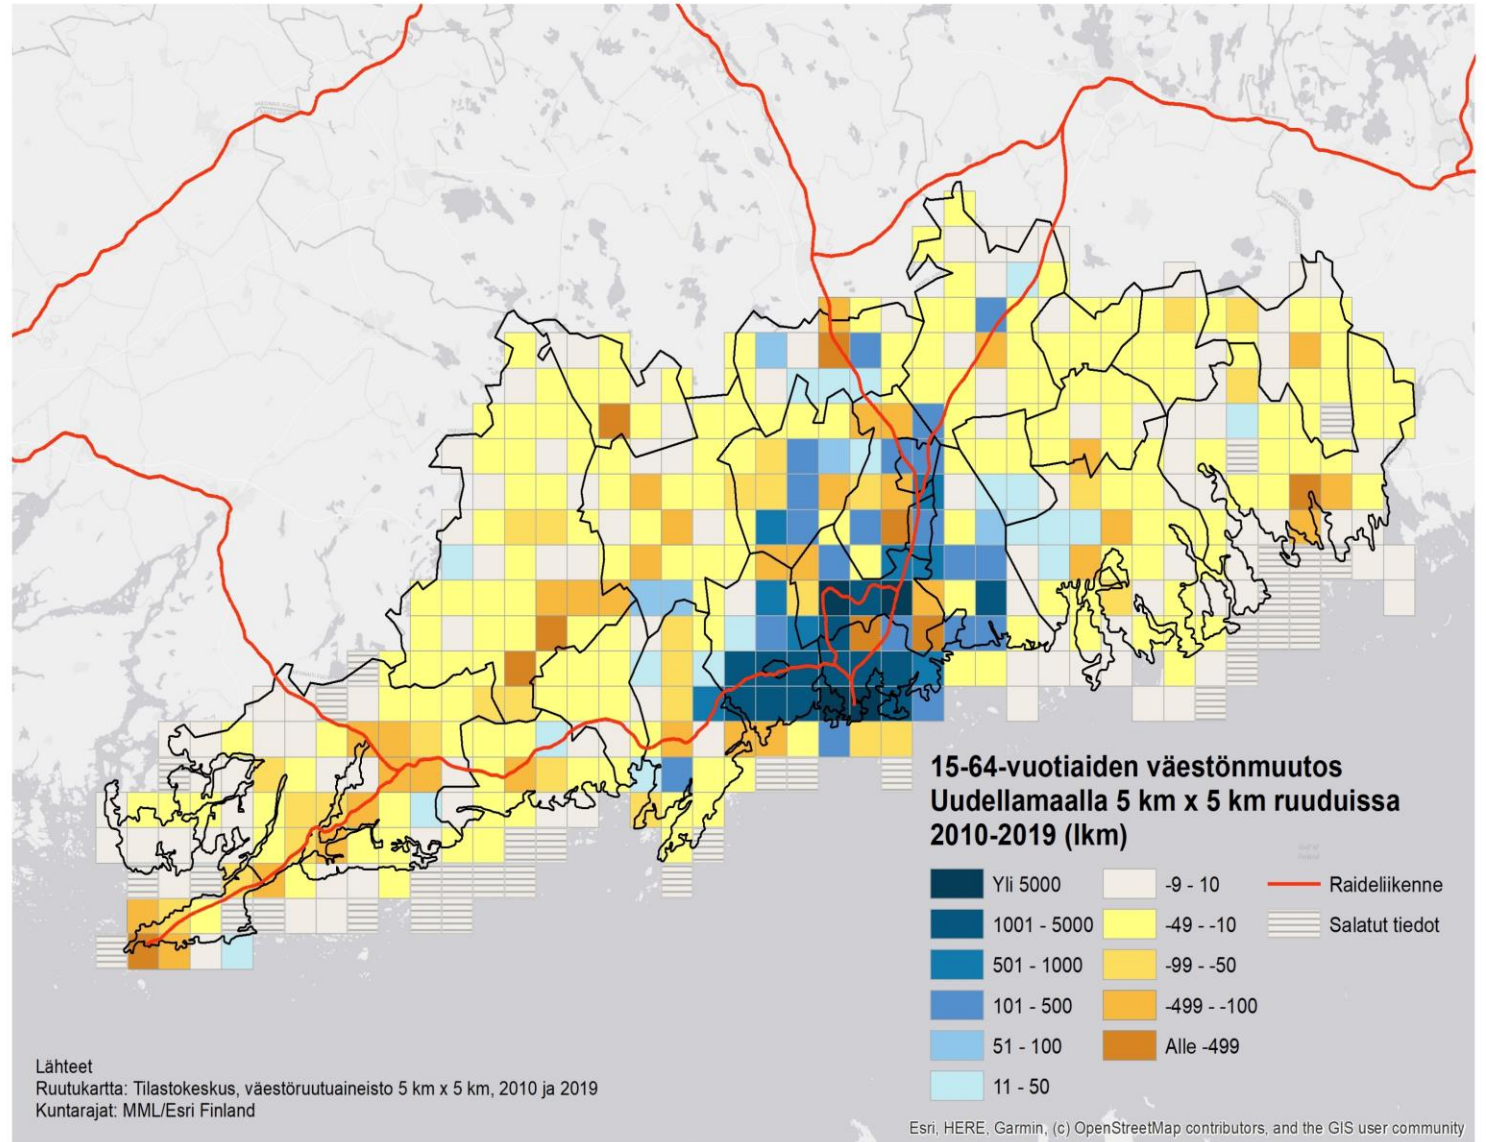 15-64-vuotiaiden väestönmuutos
Uudellamaalla 5 km x 5 km ruuduissa
2010-2019 (lkm)
Yli 5000
1001 - 5000
501 - 1000
101 - 500
51 - 100
11 - 50
-9 - 10
-49 - -10
-99 - -50
-499 - -100
Alle -499
Raideliikenne
Salatut tiedot
Lähteet
Ruutukartta: Tilastokeskus, väestöruutuaineisto 5 km x 5 km, 2010 ja 2019
Kuntarajat: MML/Esri Finland
Esri, HERE, Garmin, (c) OpenStreetMap contributors, and the GIS user community